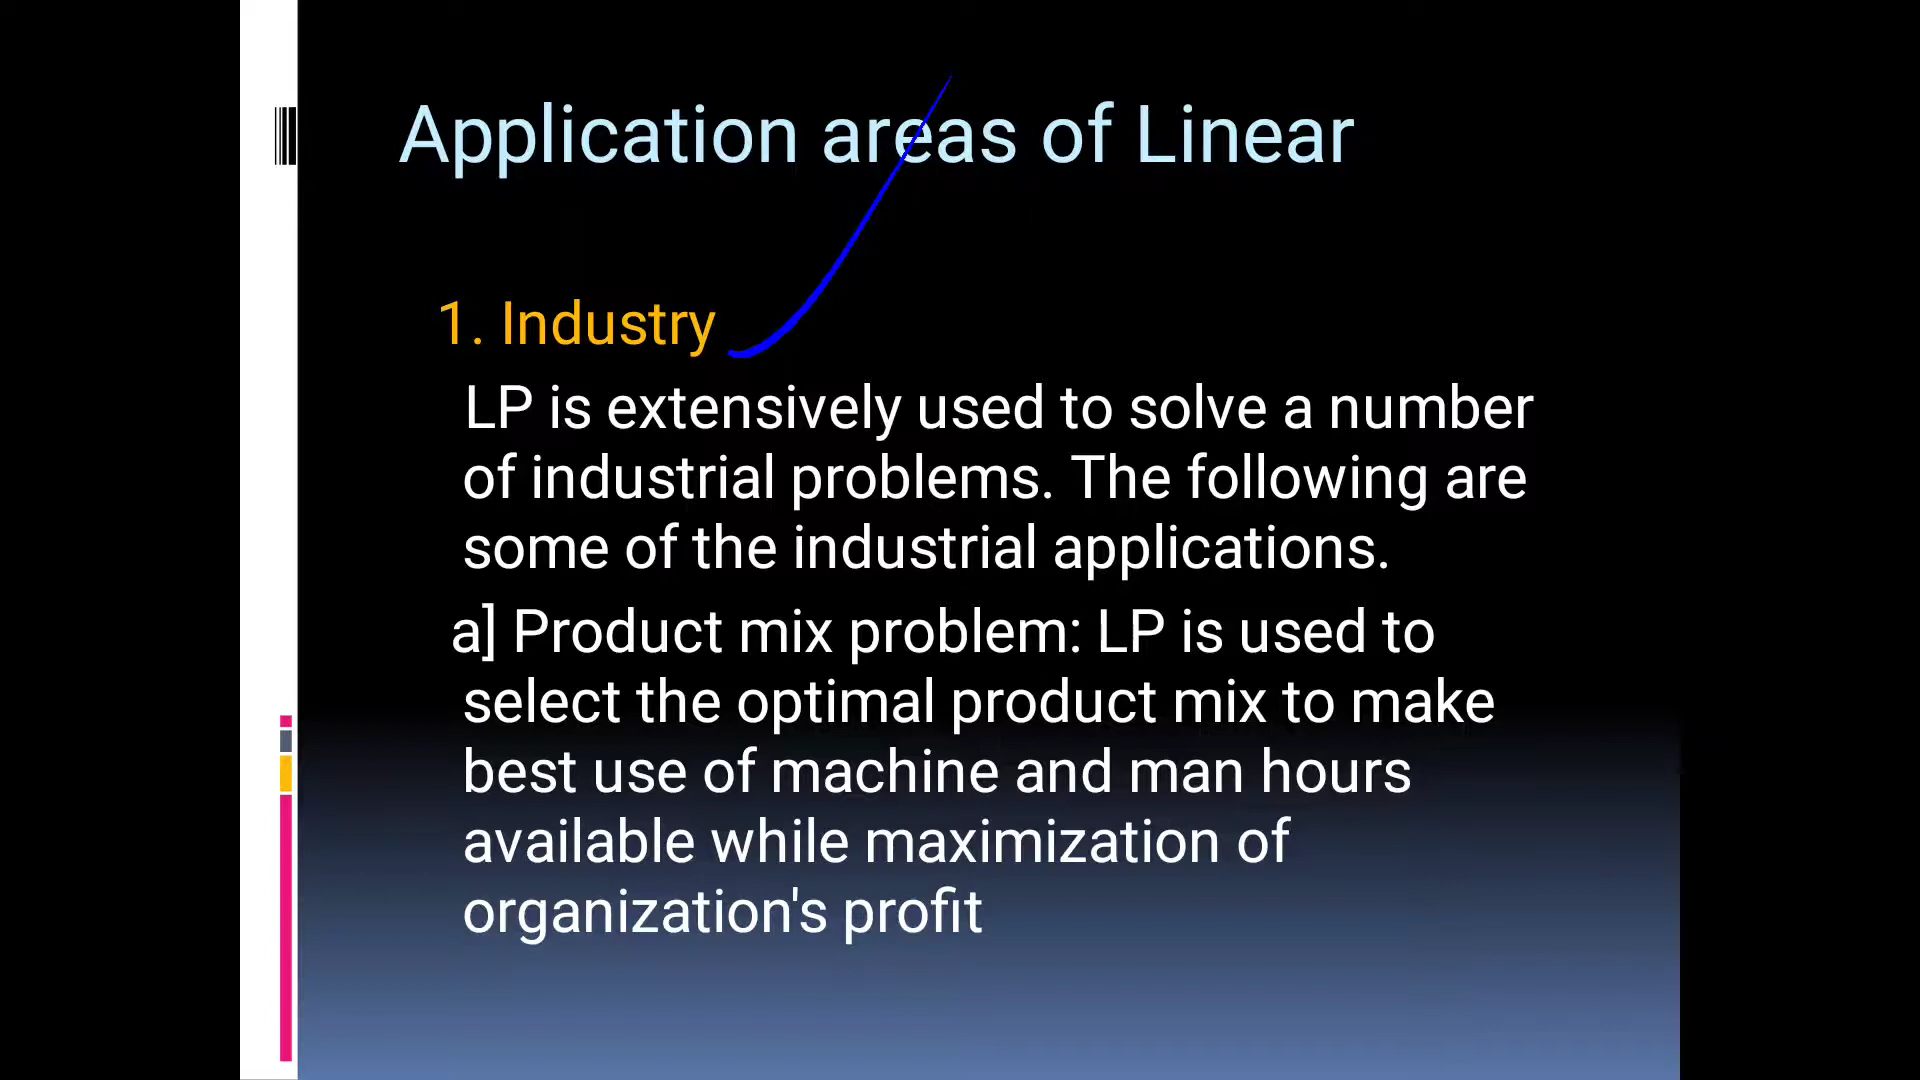 Application areas of Linear
1. Industry
LP is extensively used to solve a number
of industrial problems. The following are
some of the industrial applications.
a] Product mix problem: LP is used to
select the optimal product mix to make
best use of machine and man hours
available while maximization of
organization's profit